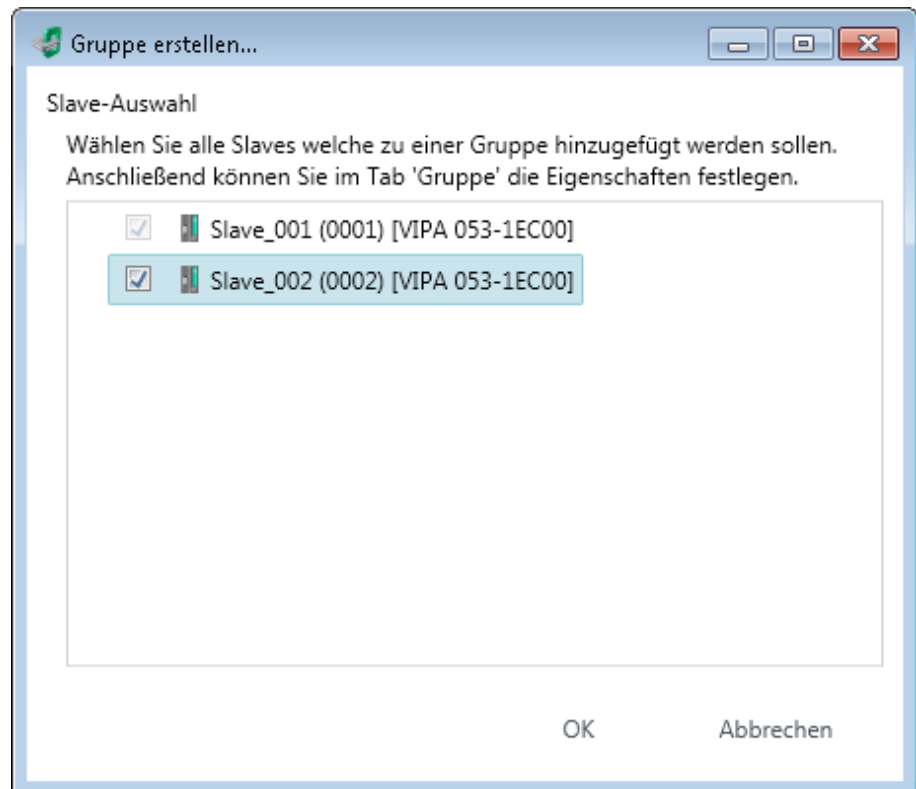 Gruppe erstellen...
Slave-Auswahl
Wählen Sie alle Slaves welche zu einer Gruppe hinzugefügt werden sollen.
Anschließend können Sie im Tab 'Gruppe' die Eigenschaften festlegen.
Slave_001 (0001) [VIPA 053-1EC00]
Slave_002 (0002) [VIPA 053-1EC00]
OK Abbrechen